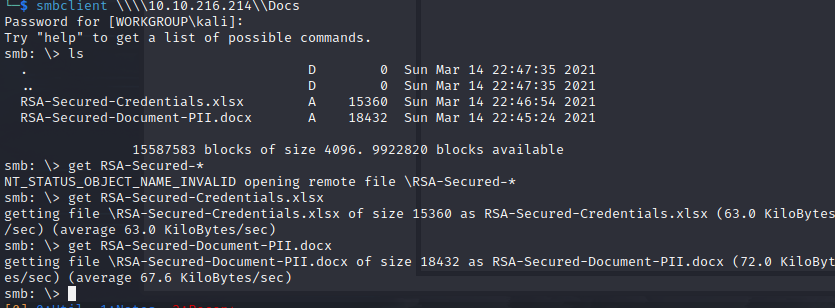 └─$ smbclient \\\\10.10.216.214\\Docs
Password for [WORKGROUP\kali]:
Try "help" to get a list of possible commands.
smb: \> ls
  .                                   D        0  Sun Mar 14 22:47:35 2021
  ..                                  D        0  Sun Mar 14 22:47:35 2021
  RSA-Secured-Credentials.xlsx        A    15360  Sun Mar 14 22:46:54 2021
  RSA-Secured-Document-PII.docx       A    18432  Sun Mar 14 22:45:24 2021
                15587583 blocks of size 4096. 9922820 blocks available
smb: \> get RSA-Secured-*
NT_STATUS_OBJECT_NAME_INVALID opening remote file \RSA-Secured-*
smb: \> get RSA-Secured-Credentials.xlsx
getting file \RSA-Secured-Credentials.xlsx of size 15360 as RSA-Secured-Credentials.xlsx (63.0 KiloBytes
/sec) (average 63.0 KiloBytes/sec)
smb: \> get RSA-Secured-Document-PII.docx
getting file \RSA-Secured-Document-PII.docx of size 18432 as RSA-Secured-Document-PII.docx (72.0 KiloByt
es/sec) (average 67.6 KiloBytes/sec)
smb: \>